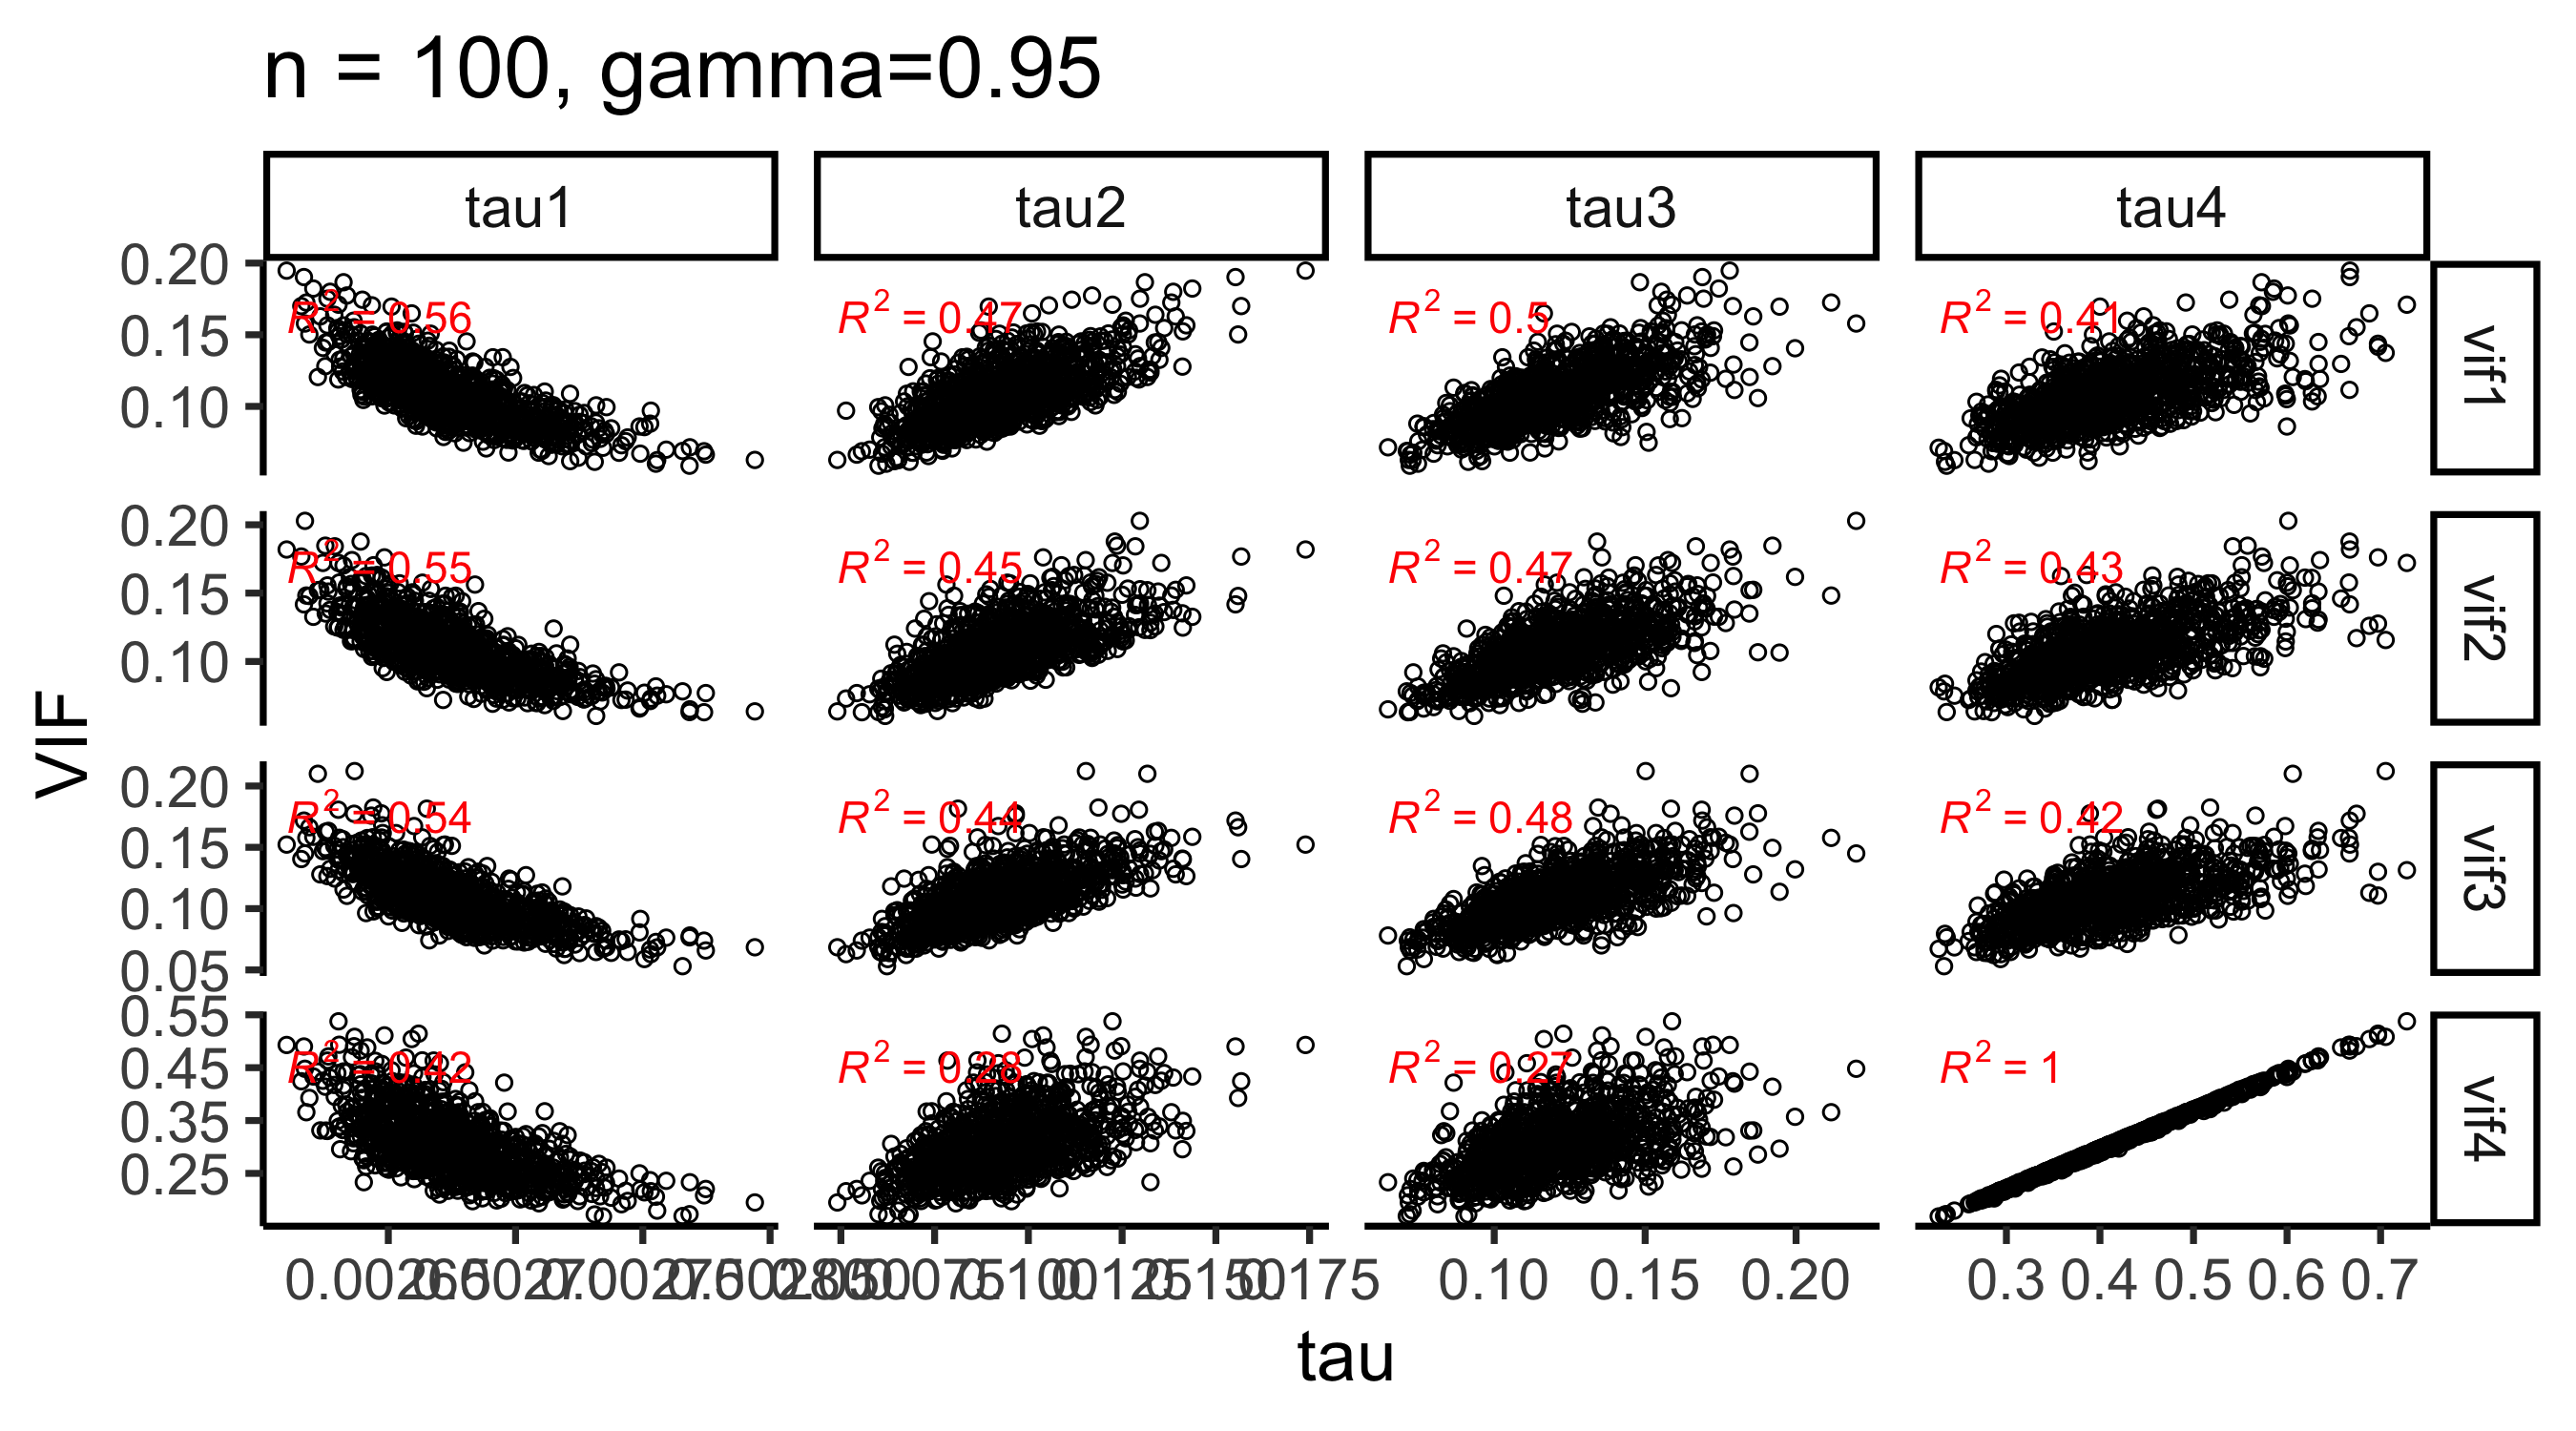 n = 100, gamma=0.95
tau1 tau2 tau3 tau4
0.20
0.15
0.10
R² = 0.56 R² = 0.47 R² = 0.5 R² = 0.41
vif1
0.20
0.15
0.10
R² = 0.55 R² = 0.45 R² = 0.47 R² = 0.43
vif2
0.20
0.15
0.10
0.05
R² = 0.54 R² = 0.44 R² = 0.48 R² = 0.42
vif3
0.55
0.45
0.35
0.25
R² = 0.42 R² = 0.28 R² = 0.27 R² = 1
vif4
VIF
0.10 0.15 0.20 0.3 0.4 0.5 0.6 0.7
tau